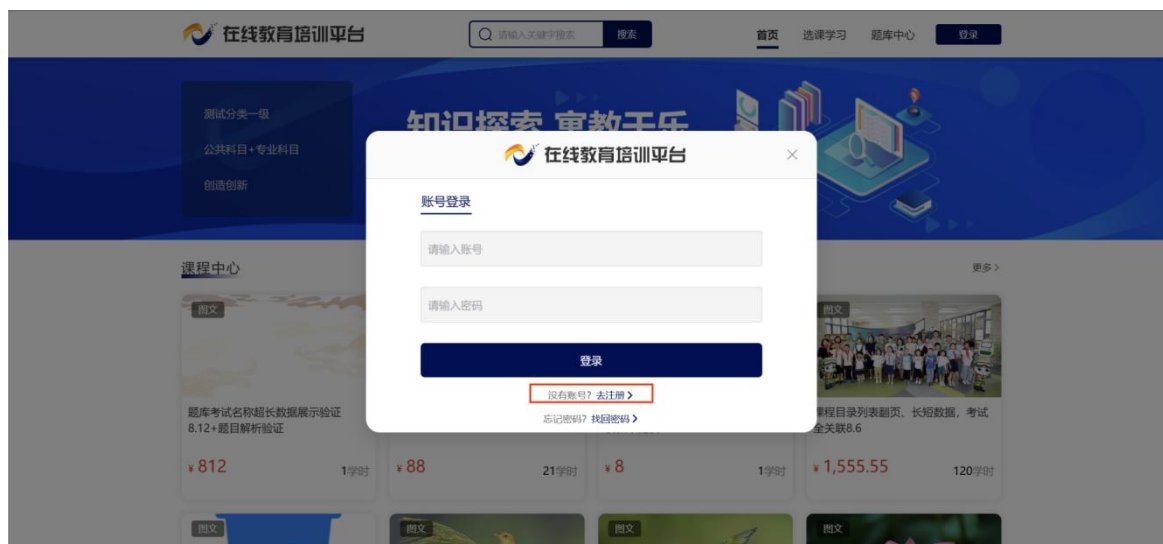 在线教育培训平台
请输入关键字搜索
搜索
首页
选课学习
题库中心
登录
测试分类一级
公共科目+专业科目
创造创新
知识探索 寓教于乐
在线教育培训平台
账号登录
请输入账号
请输入密码
登录
没有账号? 去注册
忘记密码? 找回密码
课程中心
更多
图文
题库考试名称超长数据展示验证
8.12+题目解析验证
¥ 812
1学时
¥ 88
21学时
¥ 8
1学时
图文
课程目录列表翻页、长短数据，考试
全关联8.6
¥ 1,555.55
120学时
图文
图文
图文
图文